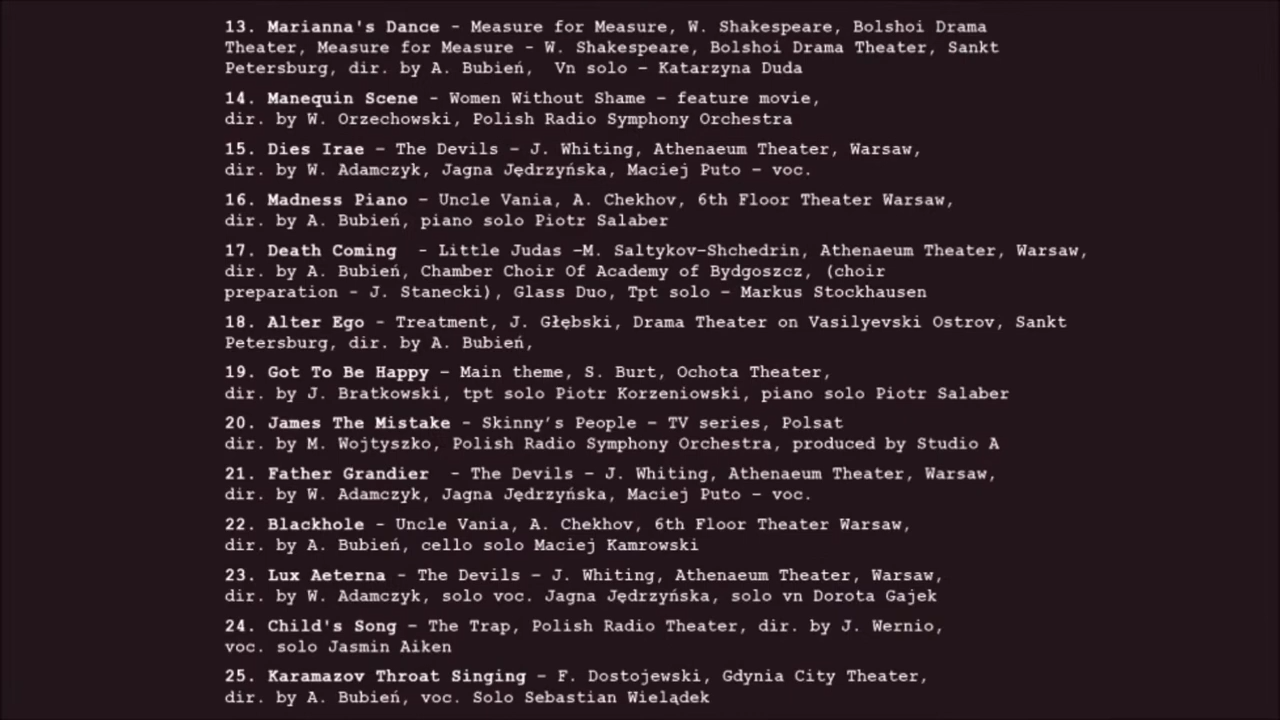 13. Marianna's Dance - Measure for Measure, W. Shakespeare, Bolshoi Drama
Theater, Measure for Measure - W. Shakespeare, Bolshoi Drama Theater, Sankt
Petersburg, dir. by A. Bubień,  Vn solo – Katarzyna Duda
14. Manequin Scene – Women Without Shame – feature movie,
dir. by W. Orzechowski, Polish Radio Symphony Orchestra
15. Dies Irae – The Devils – J. Whiting, Athenaeum Theater, Warsaw,
dir. by W. Adamczyk, Jagna Jędrzyńska, Maciej Puto – voc.
16. Madness Piano – Uncle Vania, A. Chekhov, 6th Floor Theater Warsaw,
dir. by A. Bubień, piano solo Piotr Salaber
17. Death Coming  - Little Judas –M. Saltykov-Shchedrin, Athenaeum Theater, Warsaw,
dir. by A. Bubień, Chamber Choir Of Academy of Bydgoszcz, (choir
preparation - J. Stanecki), Glass Duo, Tpt solo – Markus Stockhausen
18. Alter Ego - Treatment, J. Głębski, Drama Theater on Vasilyevski Ostrov, Sankt
Petersburg, dir. by A. Bubień,
19. Got To Be Happy – Main theme, S. Burt, Ochota Theater,
dir. by J. Bratkowski, tpt solo Piotr Korzeniowski, piano solo Piotr Salaber
20. James The Mistake - Skinny's People – TV series, Polsat
dir. by M. Wojtyszko, Polish Radio Symphony Orchestra, produced by Studio A
21. Father Grandier  - The Devils – J. Whiting, Athenaeum Theater, Warsaw,
dir. by W. Adamczyk, Jagna Jędrzyńska, Maciej Puto – voc.
22. Blackhole - Uncle Vania, A. Chekhov, 6th Floor Theater Warsaw,
dir. by A. Bubień, cello solo Maciej Kamrowski
23. Lux Aeterna - The Devils – J. Whiting, Athenaeum Theater, Warsaw,
dir. by W. Adamczyk, solo voc. Jagna Jędrzyńska, solo vn Dorota Gajek
24. Child's Song – The Trap, Polish Radio Theater, dir. by J. Wernio,
voc. solo Jasmin Aiken
25. Karamazov Throat Singing – F. Dostojewski, Gdynia City Theater,
dir. by A. Bubień, voc. Solo Sebastian Wielądek